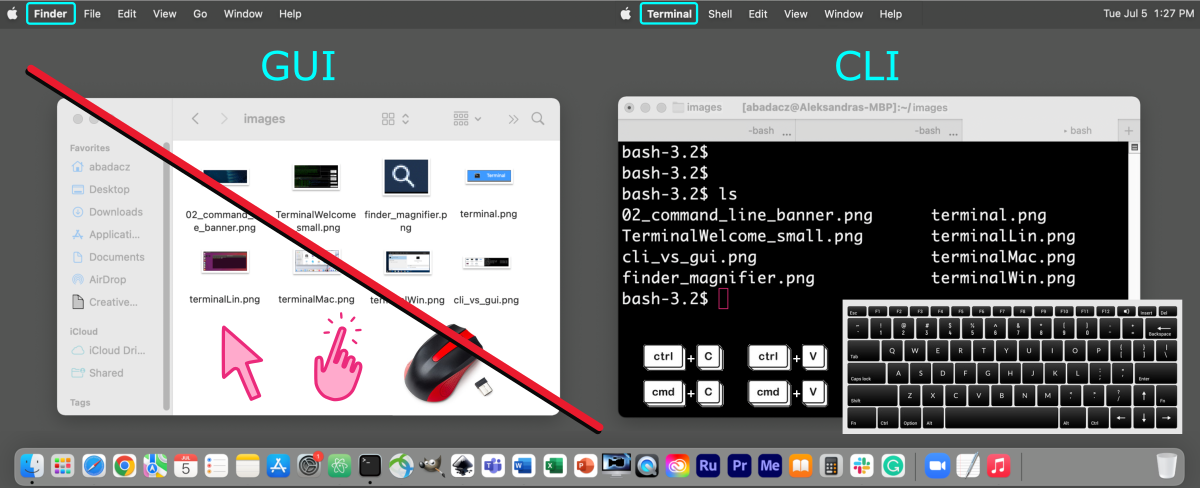 Finder File Edit View Go Window Help
Terminal Shell Edit View Window Help Tue Jul 5 1:27 PM
GUI
CLI
images
Favorites
abadacz
Desktop
Downloads
Applicati...
Documents
AirDrop
Creative...
iCloud
iCloud Dri...
Shared
Tags
Terminal
02_command_
e_banner.png
TerminalWelcome
small.png
finder_magnifier.p
ng
terminal.png
terminalLin.png
terminalMac.png
cli_vs_gui.png
images [abadacz@Aleksandras-MBP]:~/images
-bash ... -bash ... • bash +
bash-3.2$
bash-3.2$
bash-3.2$ ls
02_command_line_banner.png terminal.png
TerminalWelcome_small.png terminalLin.png
cli_vs_gui.png terminalMac.png
finder_magnifier.png terminalWin.png
bash-3.2$
ctrl + C ctrl + V
cmd + C cmd + V
Esc F1 F2 F3 F4 F5 F6 F7 F8 F9 F10 F11 F12 Insert Del
Backspace
Tab Q W E R T Y U I O P
Caps lock A S D F G H J K L Enter
Shift Z X C V B N M Fn
Fn Ctrl Option Alt Alt Ctrl
JUL
5
1
W X P Ru Pr Me